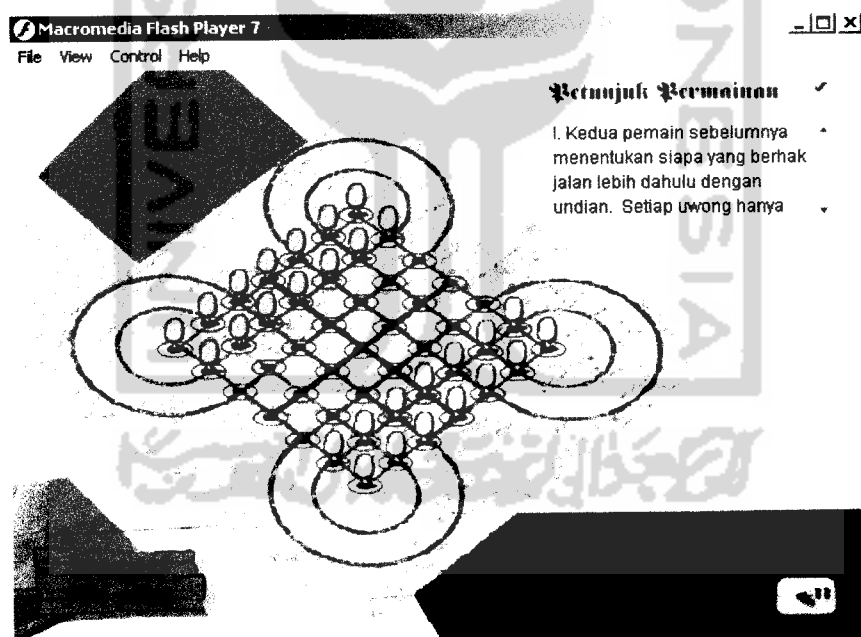 Macromedia Flash Player 7
File View Control Help
Petunjuk Permainan
I. Kedua pemain sebelumnya
menentukan siapa yang berhak
jalan lebih dahulu dengan
undian. Setiap uwong hanya